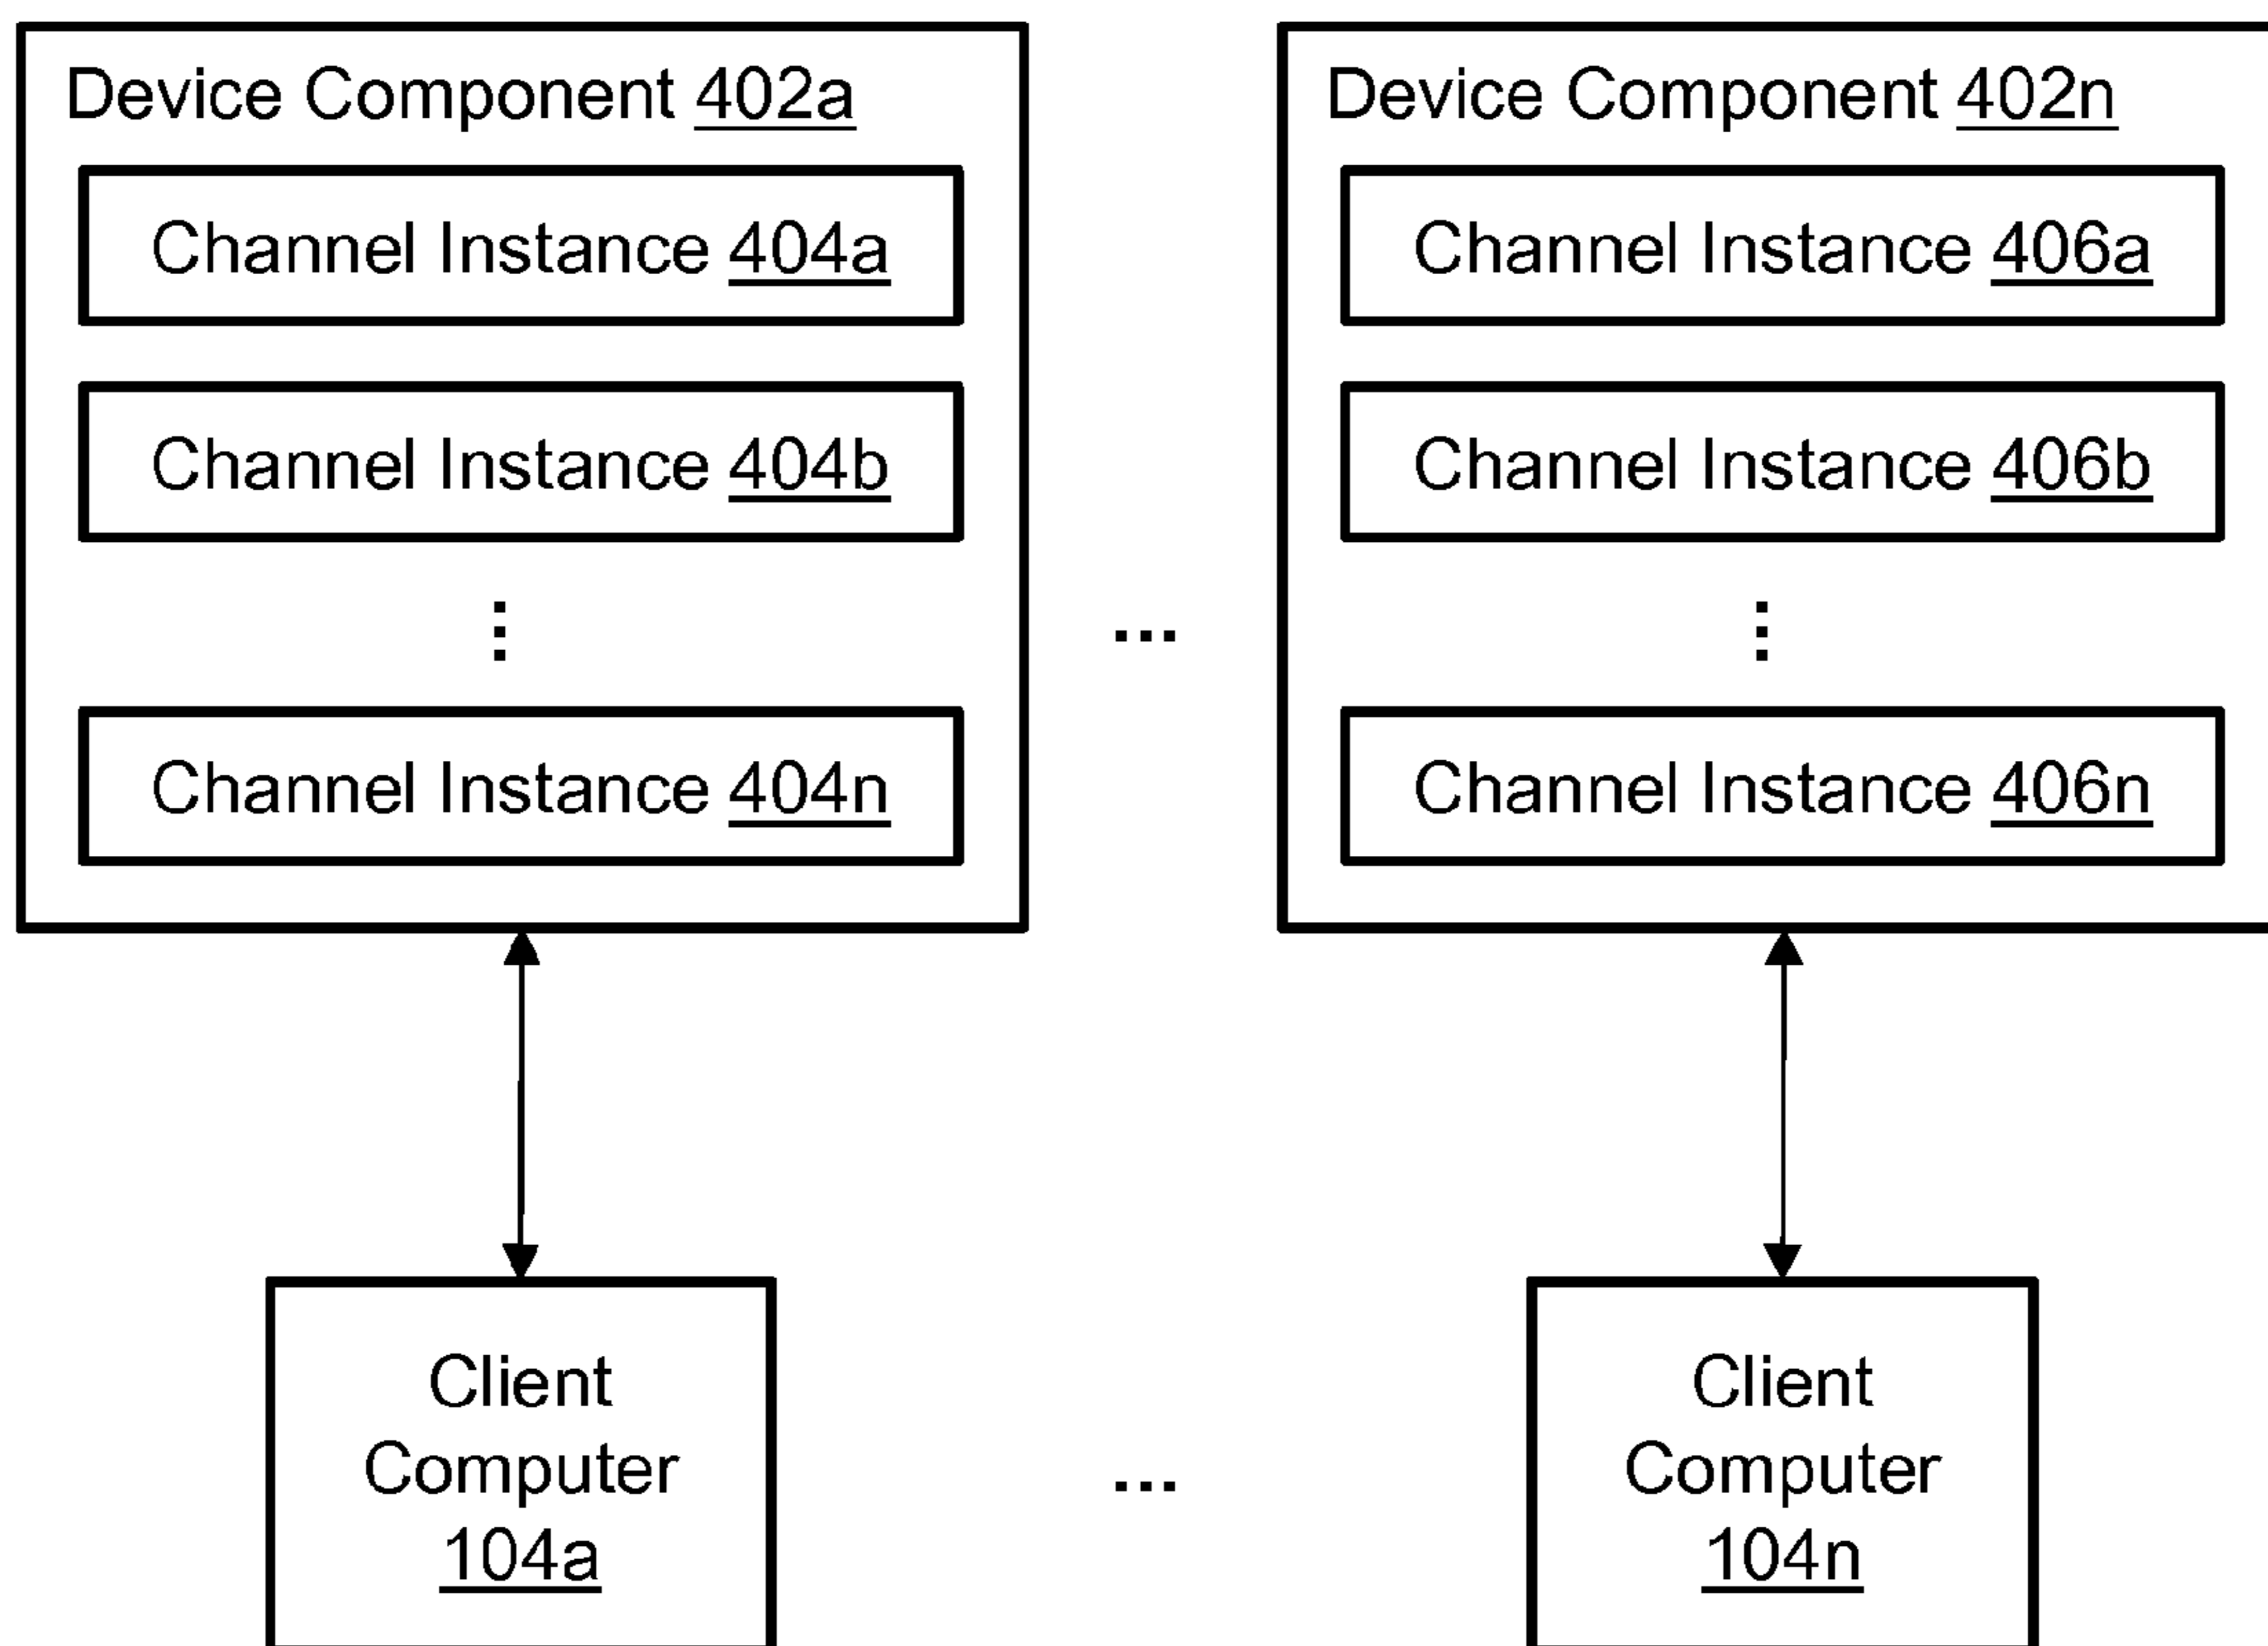 Device Component 402a
Channel Instance 404a
Channel Instance 404b
⋮
Channel Instance 404n
...
Device Component 402n
Channel Instance 406a
Channel Instance 406b
⋮
Channel Instance 406n
Client
Computer
104a
...
Client
Computer
104n